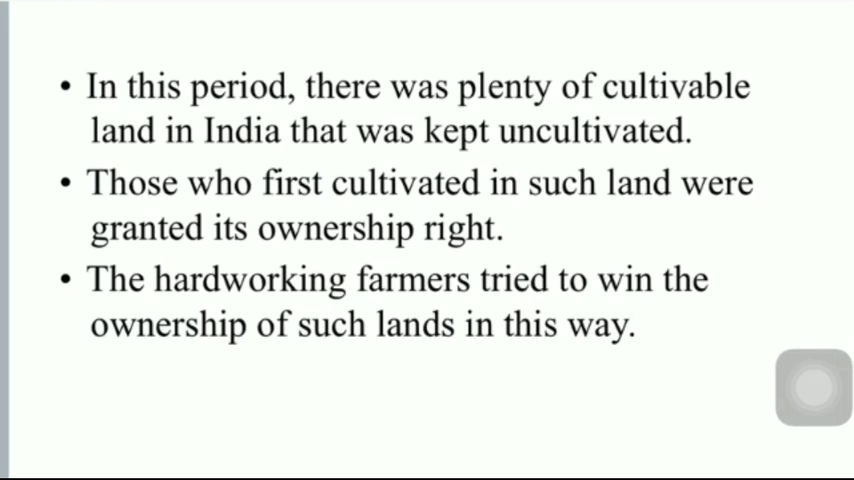 • In this period, there was plenty of cultivable
land in India that was kept uncultivated.
• Those who first cultivated in such land were
granted its ownership right.
• The hardworking farmers tried to win the
ownership of such lands in this way.